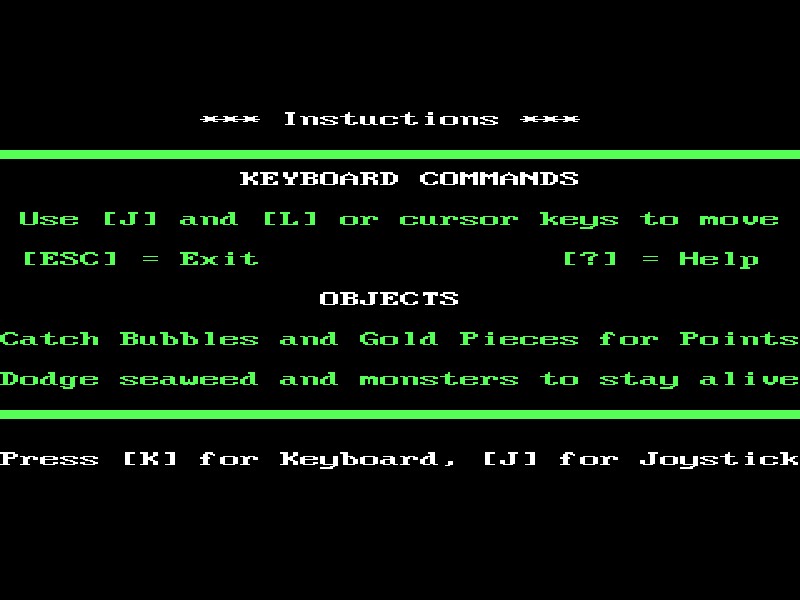 *** Instuctions ***
KEYBOARD COMMANDS
Use [J] and [L] or cursor keys to move
[ESC] = Exit [?] = Help
OBJECTS
Catch Bubbles and Gold Pieces for Points
Dodge seaweed and monsters to stay alive
Press [K] for Keyboard, [J] for Joystick